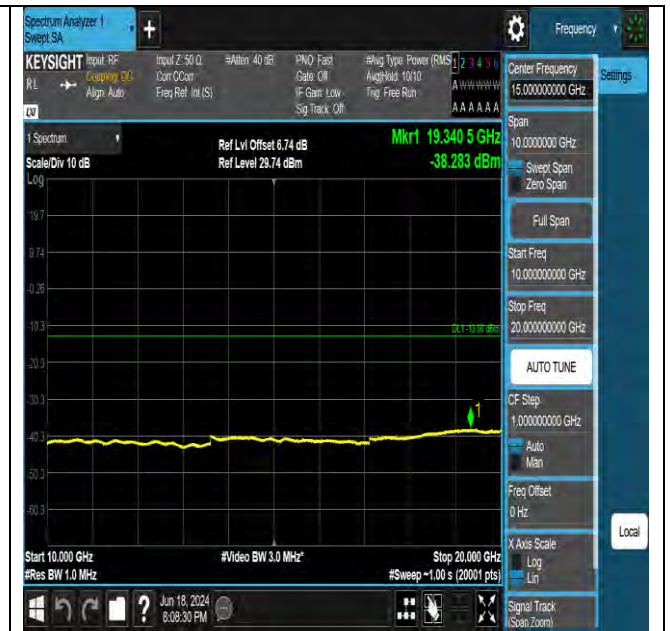 Spectrum Analyzer 1
Swept SA
+
Frequency
KEYSIGHT
RL
Input: RF
Coupling: DC
Align: Auto
Input Z: 50 Ω
Corr CCorr
Freq Ref: Int (S)
#Atten: 40 dB
PNO: Fast
Gate: Off
IF Gain: Low
Sig Track: Off
#Avg Type: Power (RMS
Avg|Hold: 10/10
Trig: Free Run
1 2 3 4 5 6
A W W W W W
A A A A A A
1 Spectrum
Scale/Div 10 dB
Log
Ref Lvl Offset 6.74 dB
Ref Level 29.74 dBm
Mkr1 19.340 5 GHz
-38.283 dBm
19.7
9.74
-0.26
-10.3
-20.3
-30.3
-40.3
-50.3
-60.3
DL1 -13.00 dBm
1
Start 10.000 GHz
#Res BW 1.0 MHz
#Video BW 3.0 MHz*
Stop 20.000 GHz
#Sweep ~1.00 s (20001 pts)
Center Frequency
15.000000000 GHz
Settings
Span
10.0000000 GHz
Swept Span
Zero Span
Full Span
Start Freq
10.000000000 GHz
Stop Freq
20.000000000 GHz
AUTO TUNE
CF Step
1.000000000 GHz
Auto
Man
Freq Offset
0 Hz
X Axis Scale
Log
Lin
Local
Signal Track
(Span Zoom)
?
Jun 18, 2024
8:08:30 PM